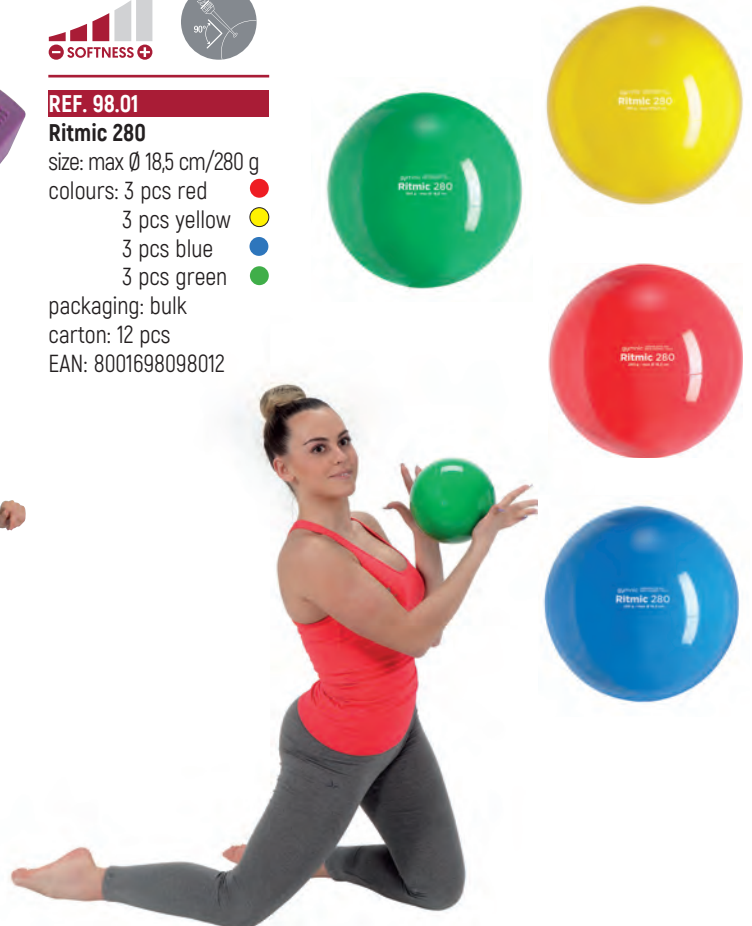 90°
SOFTNESS
REF. 98.01
Ritmic 280
size: max Ø 18,5 cm/280 g
colours: 3 pcs red
3 pcs yellow
3 pcs blue
3 pcs green
packaging: bulk
carton: 12 pcs
EAN: 8001698098012
Ritmic 280
Ritmic 280
Ritmic 280
Ritmic 280